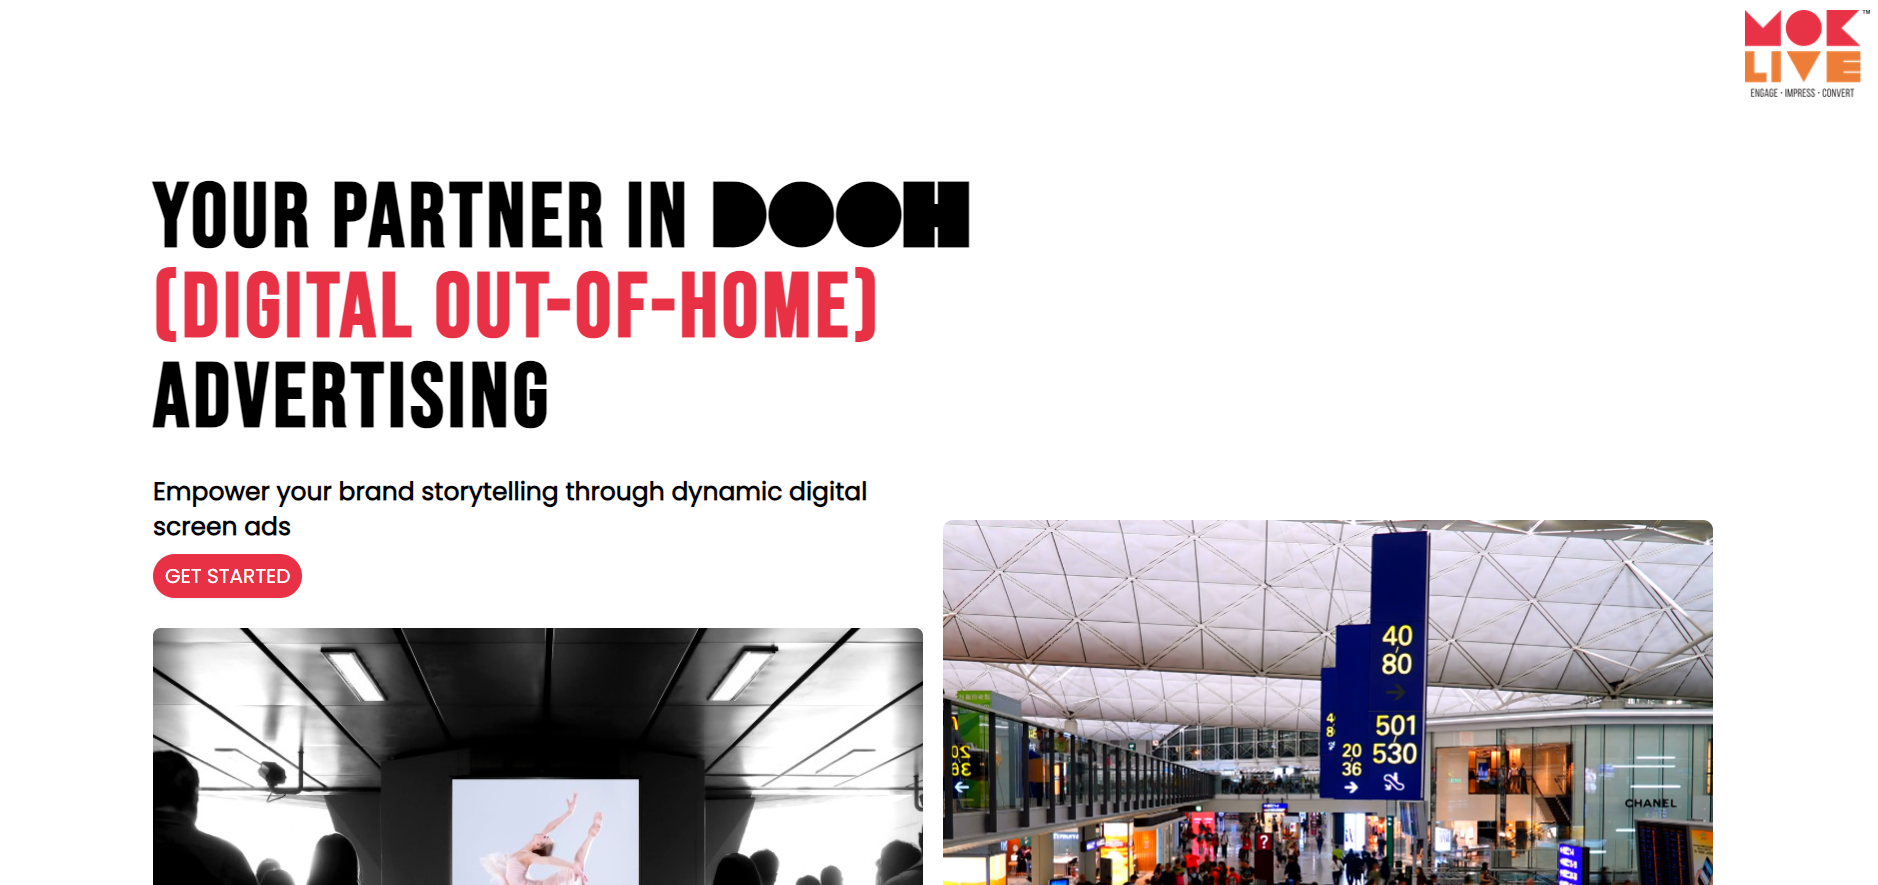 MOK
LIVE
™
ENGAGE · IMPRESS · CONVERT
YOUR PARTNER IN DOOH
(DIGITAL OUT-OF-HOME)
ADVERTISING
Empower your brand storytelling through dynamic digital
screen ads
GET STARTED
40
80
501
530
20
36
CHANEL
?